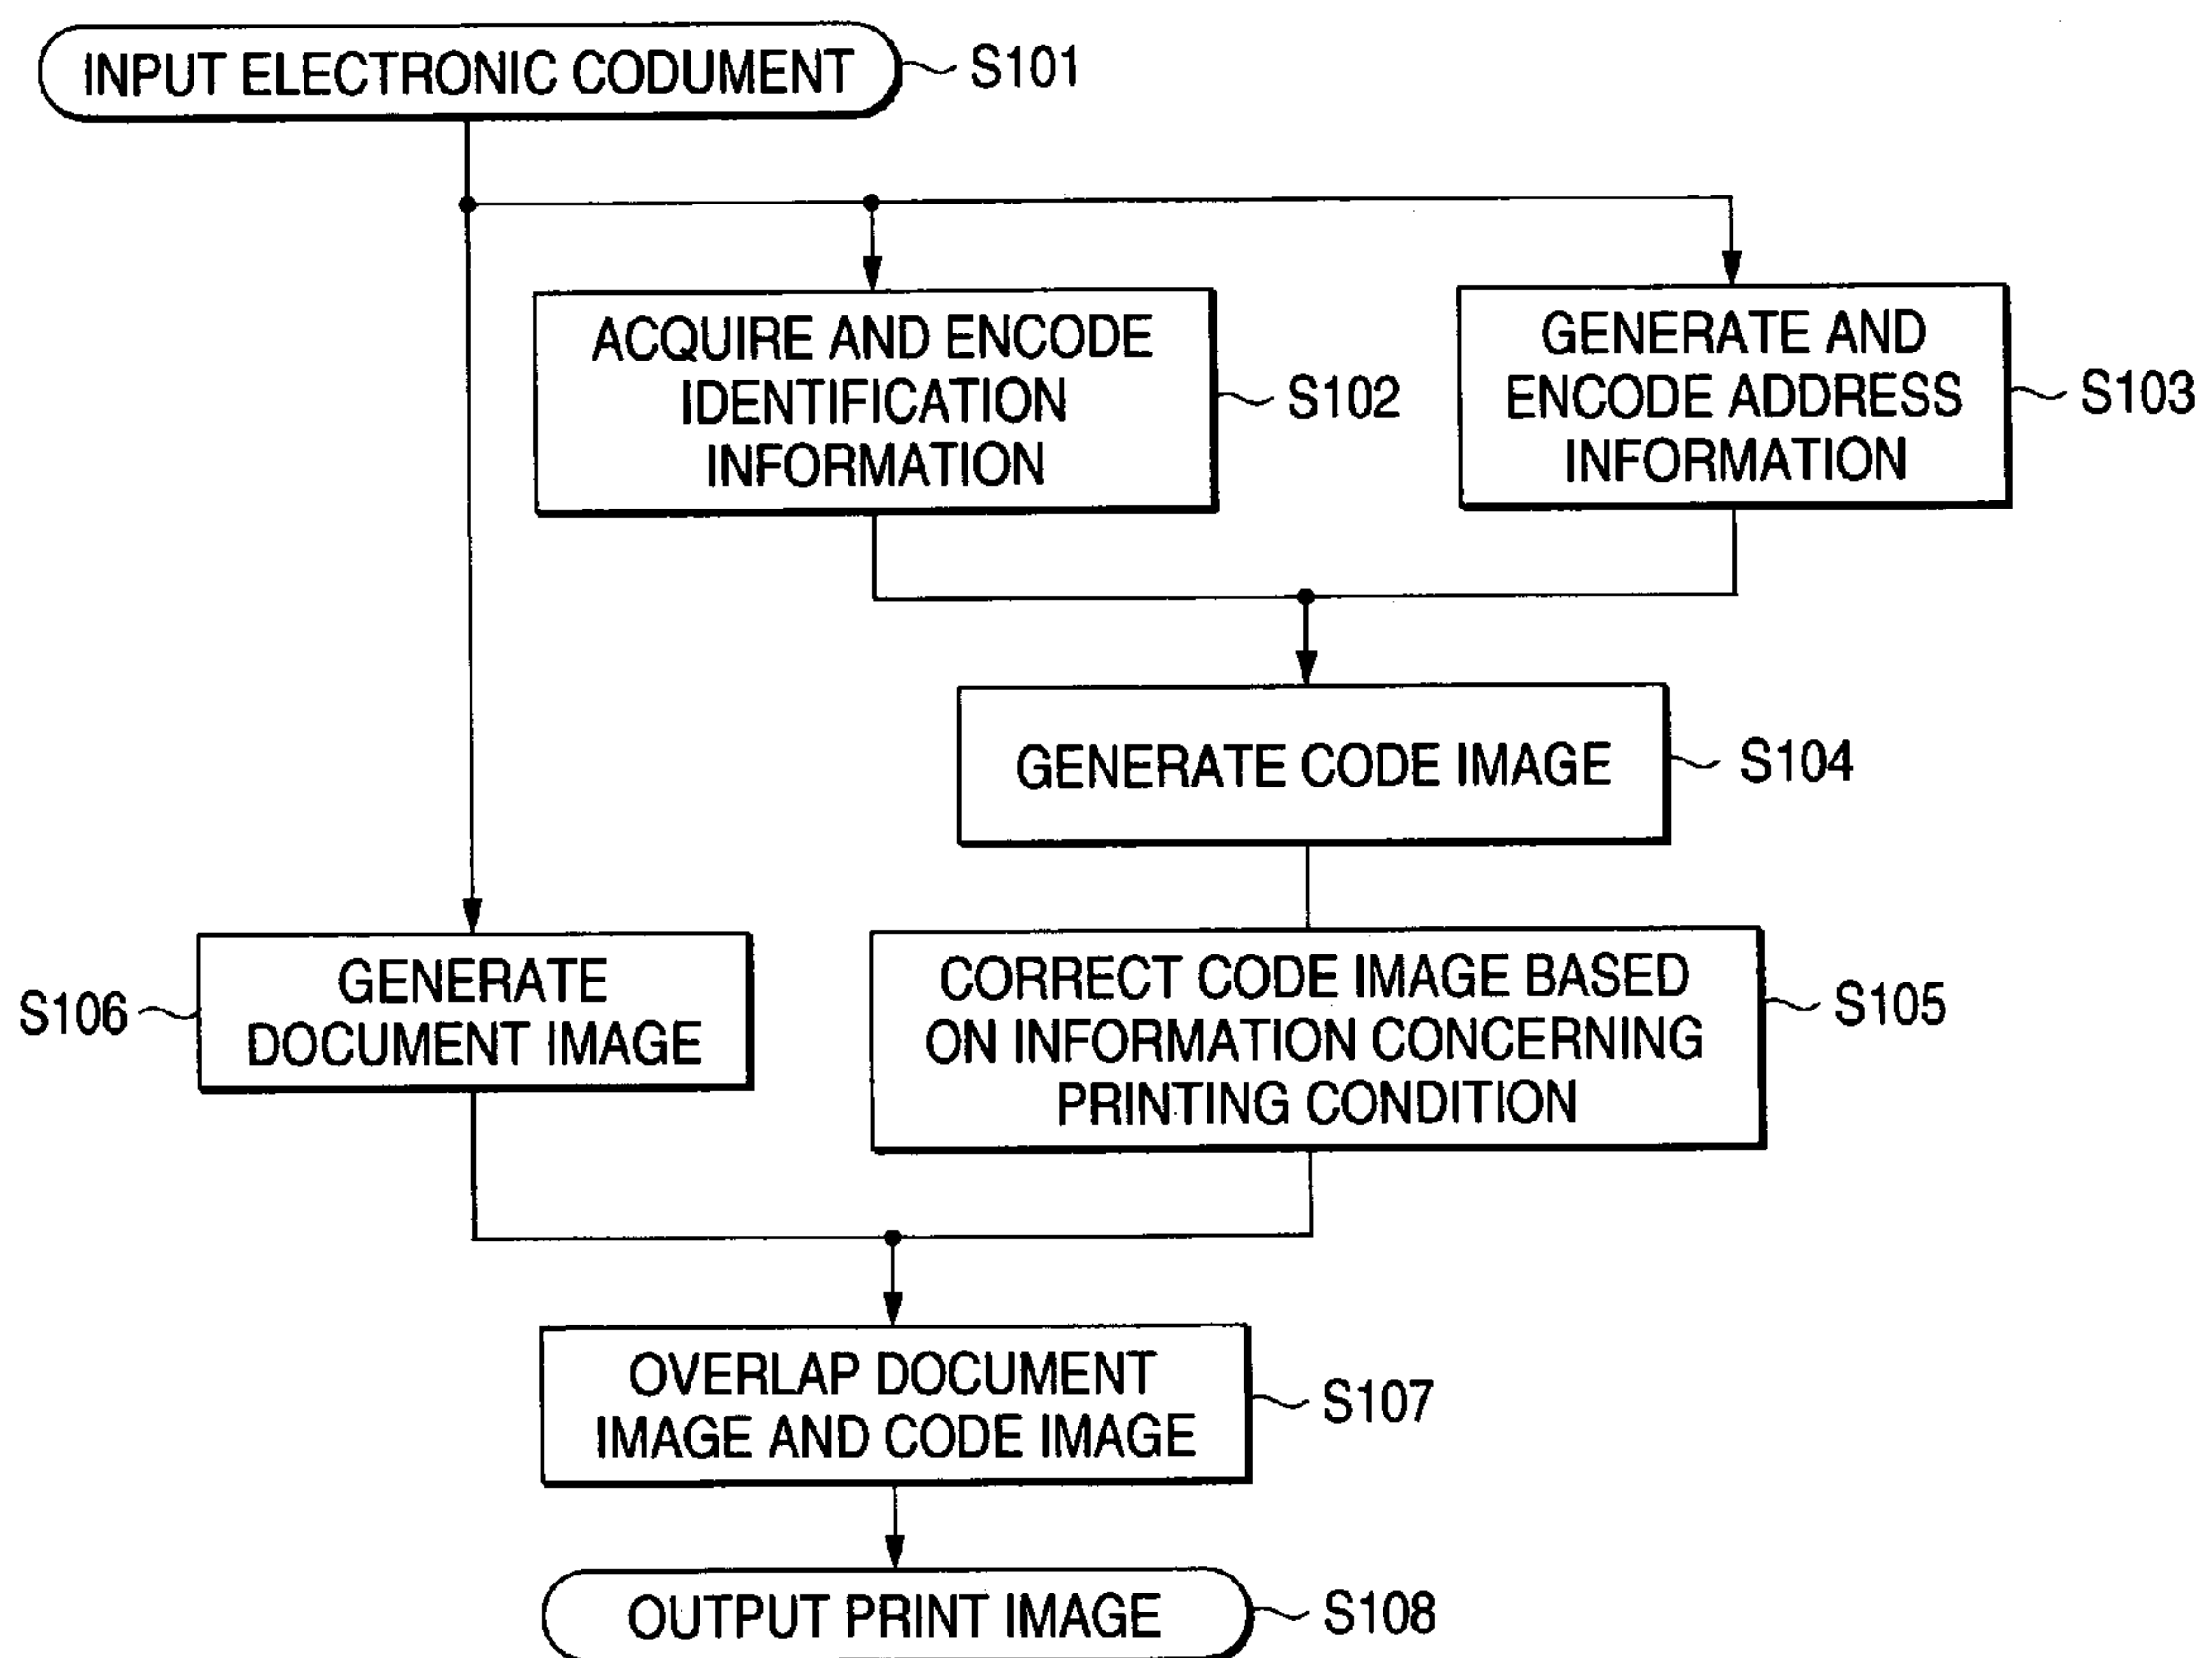 INPUT ELECTRONIC CODUMENT
S101
ACQUIRE AND ENCODE
IDENTIFICATION
INFORMATION
S102
GENERATE AND
ENCODE ADDRESS
INFORMATION
S103
GENERATE CODE IMAGE
S104
S106
GENERATE
DOCUMENT IMAGE
CORRECT CODE IMAGE BASED
ON INFORMATION CONCERNING
PRINTING CONDITION
S105
OVERLAP DOCUMENT
IMAGE AND CODE IMAGE
S107
OUTPUT PRINT IMAGE
S108